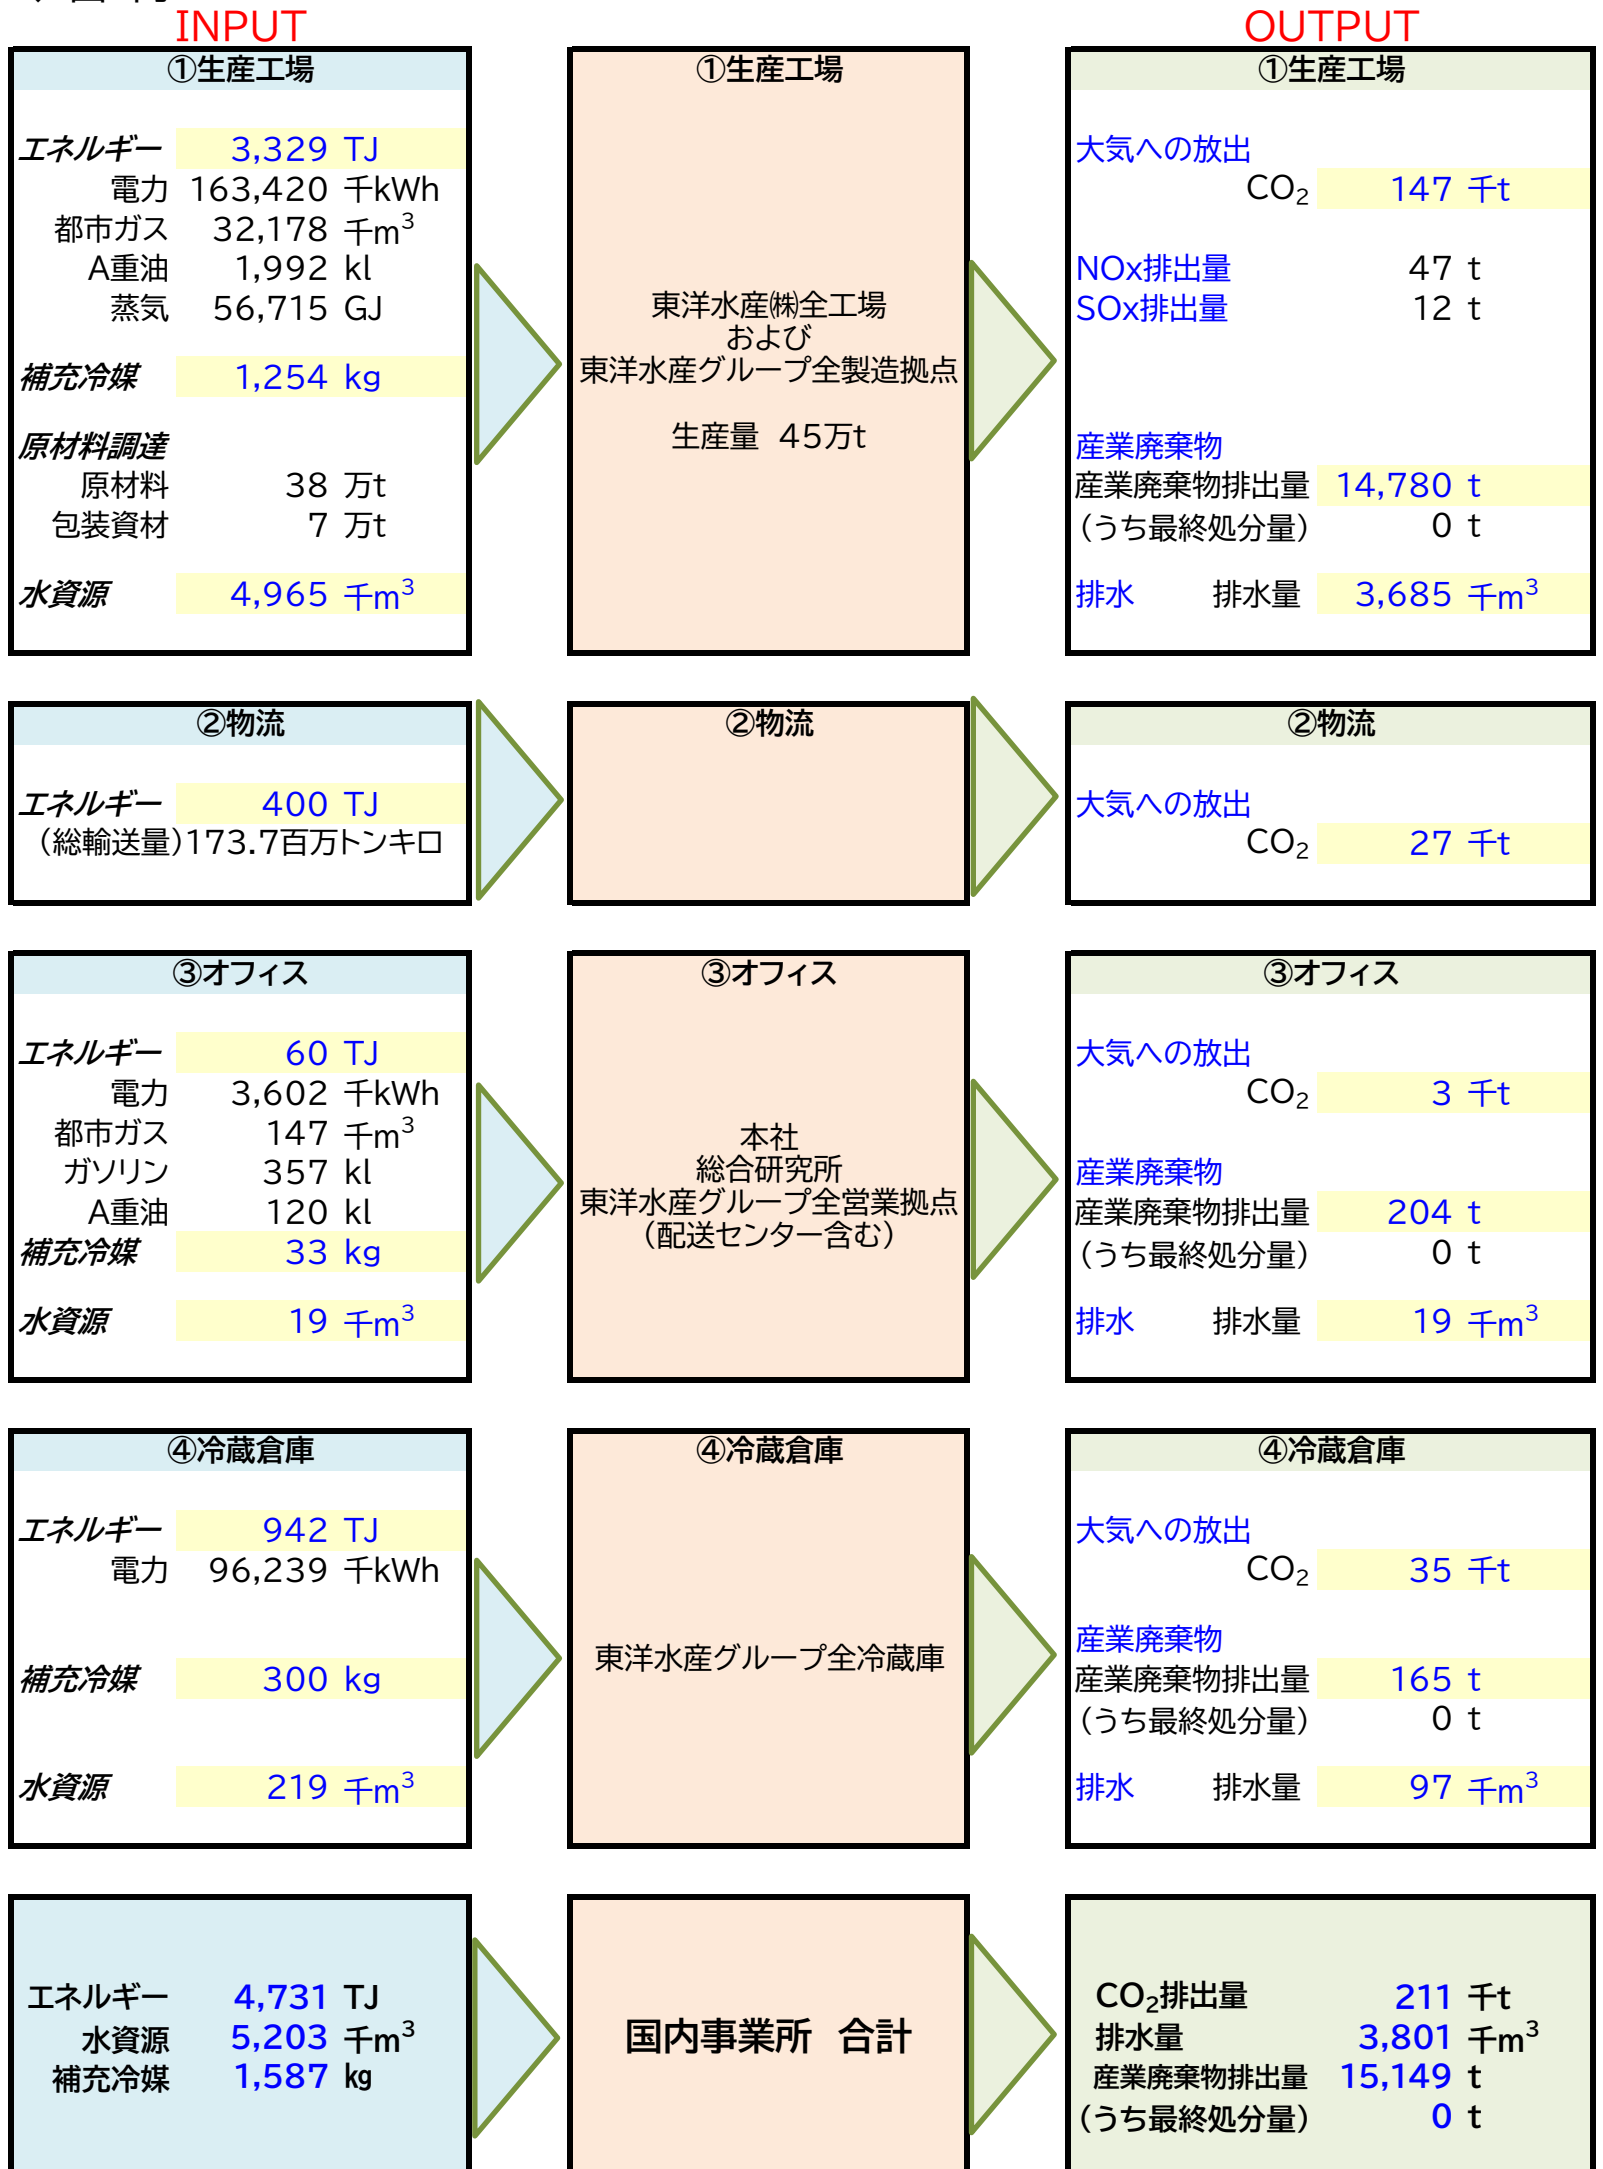 INPUT
OUTPUT
①生産工場
エネルギー 3,329 TJ
電力 163,420 千kWh
都市ガス 32,178 千m³
A重油 1,992 kl
蒸気 56,715 GJ
補充冷媒 1,254 kg
原材料調達
原材料 38 万t
包装資材 7 万t
水資源 4,965 千m³
①生産工場
東洋水産㈱全工場
および
東洋水産グループ全製造拠点
生産量 45万t
①生産工場
大気への放出
CO₂ 147 千t
NOx排出量 47 t
SOx排出量 12 t
産業廃棄物
産業廃棄物排出量 14,780 t
（うち最終処分量） 0 t
排水 排水量 3,685 千m³
②物流
エネルギー 400 TJ
（総輸送量）173.7百万トンキロ
②物流
②物流
大気への放出
CO₂ 27 千t
③オフィス
エネルギー 60 TJ
電力 3,602 千kWh
都市ガス 147 千m³
ガソリン 357 kl
A重油 120 kl
補充冷媒 33 kg
水資源 19 千m³
③オフィス
本社
総合研究所
東洋水産グループ全営業拠点
（配送センター含む）
③オフィス
大気への放出
CO₂ 3 千t
産業廃棄物
産業廃棄物排出量 204 t
（うち最終処分量） 0 t
排水 排水量 19 千m³
④冷蔵倉庫
エネルギー 942 TJ
電力 96,239 千kWh
補充冷媒 300 kg
水資源 219 千m³
④冷蔵倉庫
東洋水産グループ全冷蔵庫
④冷蔵倉庫
大気への放出
CO₂ 35 千t
産業廃棄物
産業廃棄物排出量 165 t
（うち最終処分量） 0 t
排水 排水量 97 千m³
エネルギー 4,731 TJ
水資源 5,203 千m³
補充冷媒 1,587 kg
国内事業所 合計
CO₂排出量 211 千t
排水量 3,801 千m³
産業廃棄物排出量 15,149 t
（うち最終処分量） 0 t